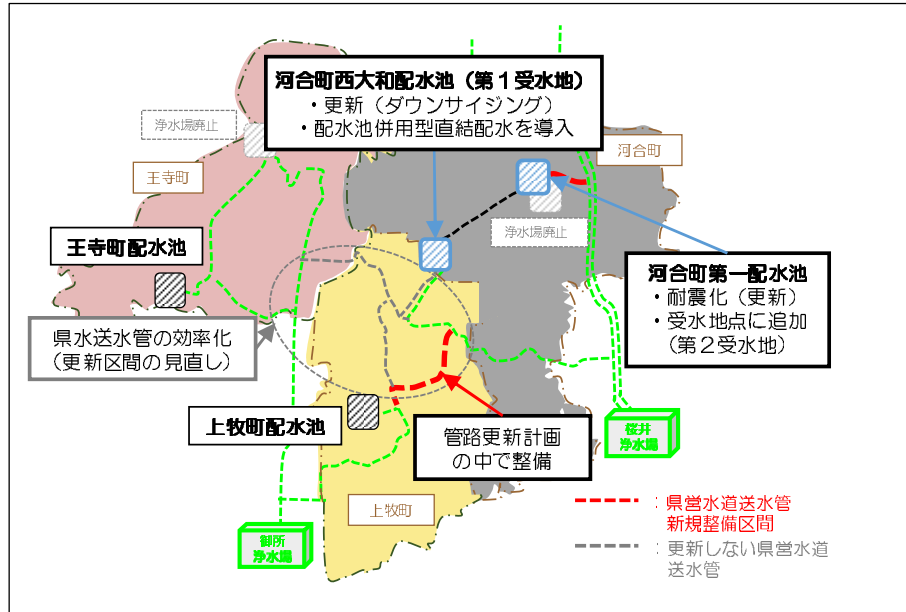 河合町西大和配水池（第１受水地）
・更新（ダウンサイジング）
・配水池併用型直結配水を導入
浄水場廃止
王寺町
河合町
浄水場廃止
王寺町配水池
河合町第一配水池
・耐震化（更新）
・受水地点に追加
（第２受水地）
県水送水管の効率化
（更新区間の見直し）
上牧町配水池
管路更新計画
の中で整備
桜井
浄水場
上牧町
御所
浄水場
：県営水道送水管
新規整備区間
：更新しない県営水道
送水管